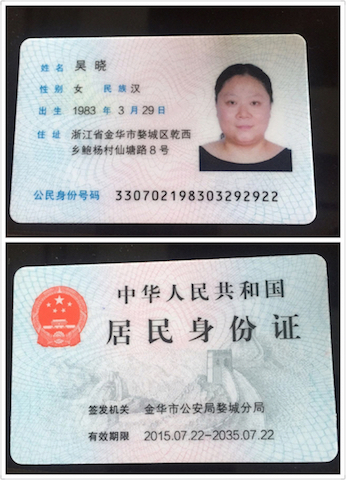 姓名 吴晓
性别 女 民族 汉
出生 1983 年 3 月 29 日
住址 浙江省金华市婺城区乾西
乡鲍杨村仙塘路8号
公民身份号码 330702198303292922
中华人民共和国
居民身份证
签发机关 金华市公安局婺城分局
有效期限 2015.07.22-2035.07.22